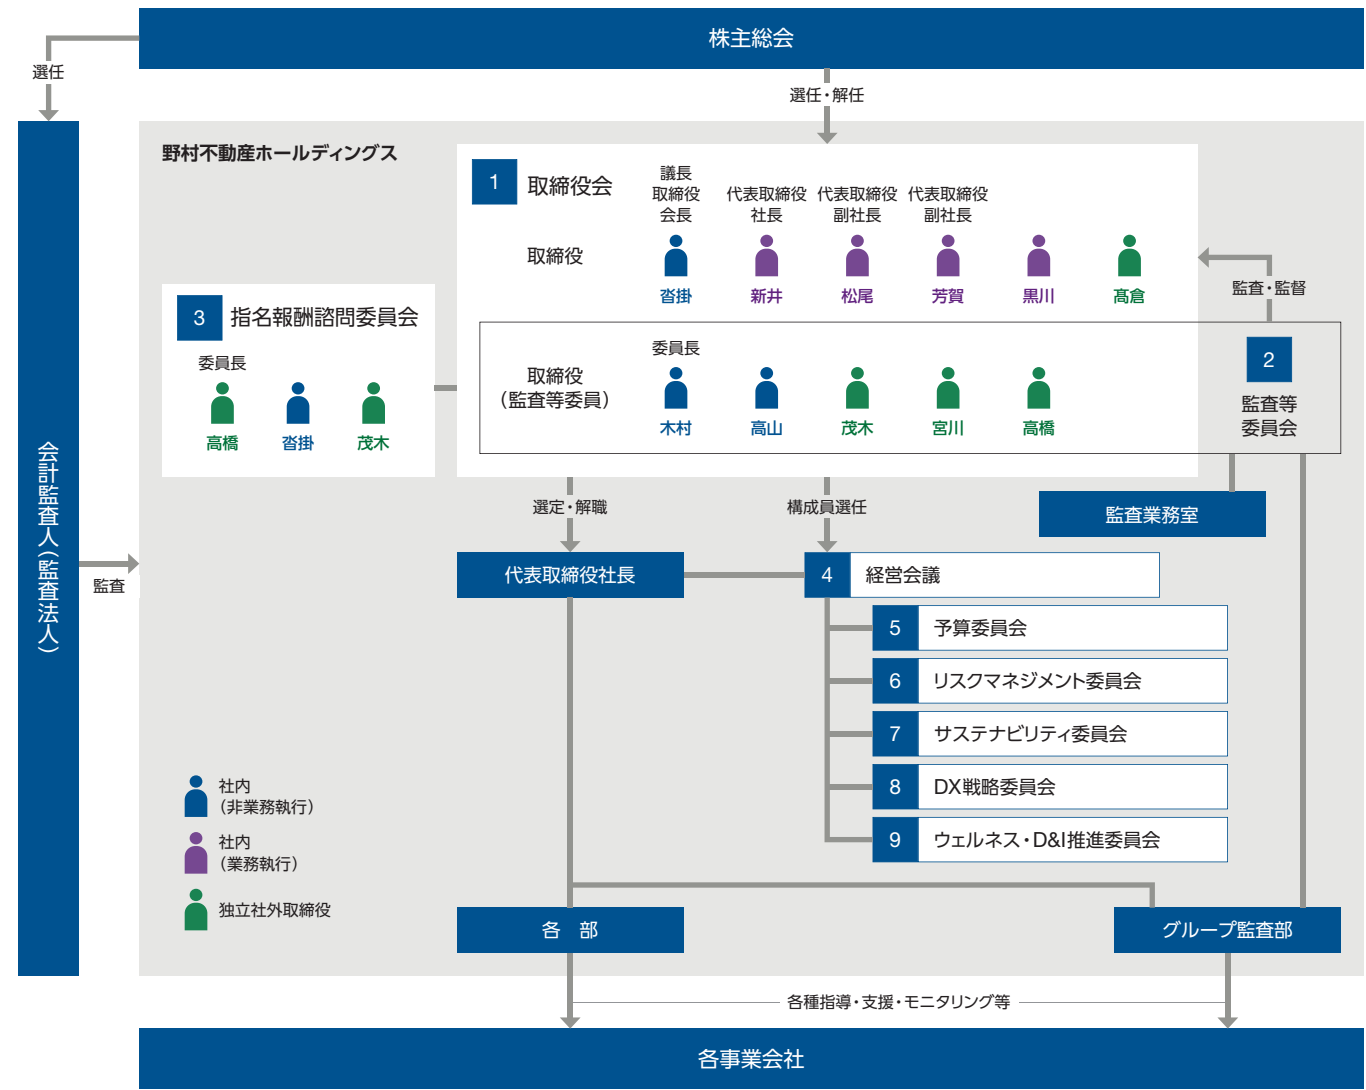 株主総会
選任
選任・解任
野村不動産ホールディングス
1
取締役会
議長
取締役
会長
代表取締役
社長
代表取締役
副社長
代表取締役
副社長
取締役
沓掛
新井
松尾
芳賀
黒川
髙倉
監査・監督
3
指名報酬諮問委員会
委員長
高橋
沓掛
茂木
委員長
取締役
（監査等委員）
木村
高山
茂木
宮川
高橋
2
監査等
委員会
会計監査人（監査法人）
監査
選定・解職
構成員選任
監査業務室
代表取締役社長
4
経営会議
5
予算委員会
6
リスクマネジメント委員会
7
サステナビリティ委員会
8
DX戦略委員会
9
ウェルネス・D&I推進委員会
社内
（非業務執行）
社内
（業務執行）
独立社外取締役
各　部
グループ監査部
各種指導・支援・モニタリング等
各事業会社